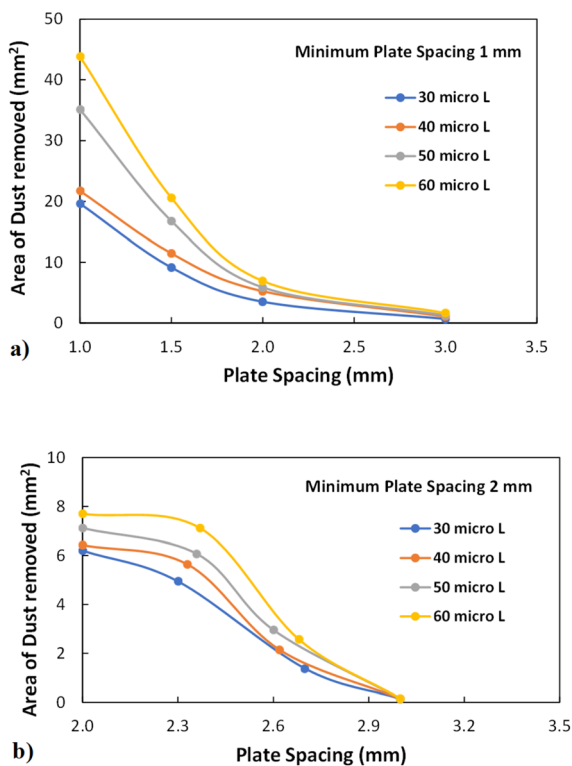 50
Minimum Plate Spacing 1 mm
40
30 micro L
30
40 micro L
50 micro L
20
60 micro L
10
0
Area of Dust removed (mm²)
1.0 1.5 2.0 2.5 3.0 3.5
a)
Plate Spacing (mm)
10
Minimum Plate Spacing 2 mm
8
30 micro L
6
40 micro L
4
50 micro L
60 micro L
2
0
Area of Dust removed (mm²)
2.0 2.3 2.6 2.9 3.2 3.5
b)
Plate Spacing (mm)